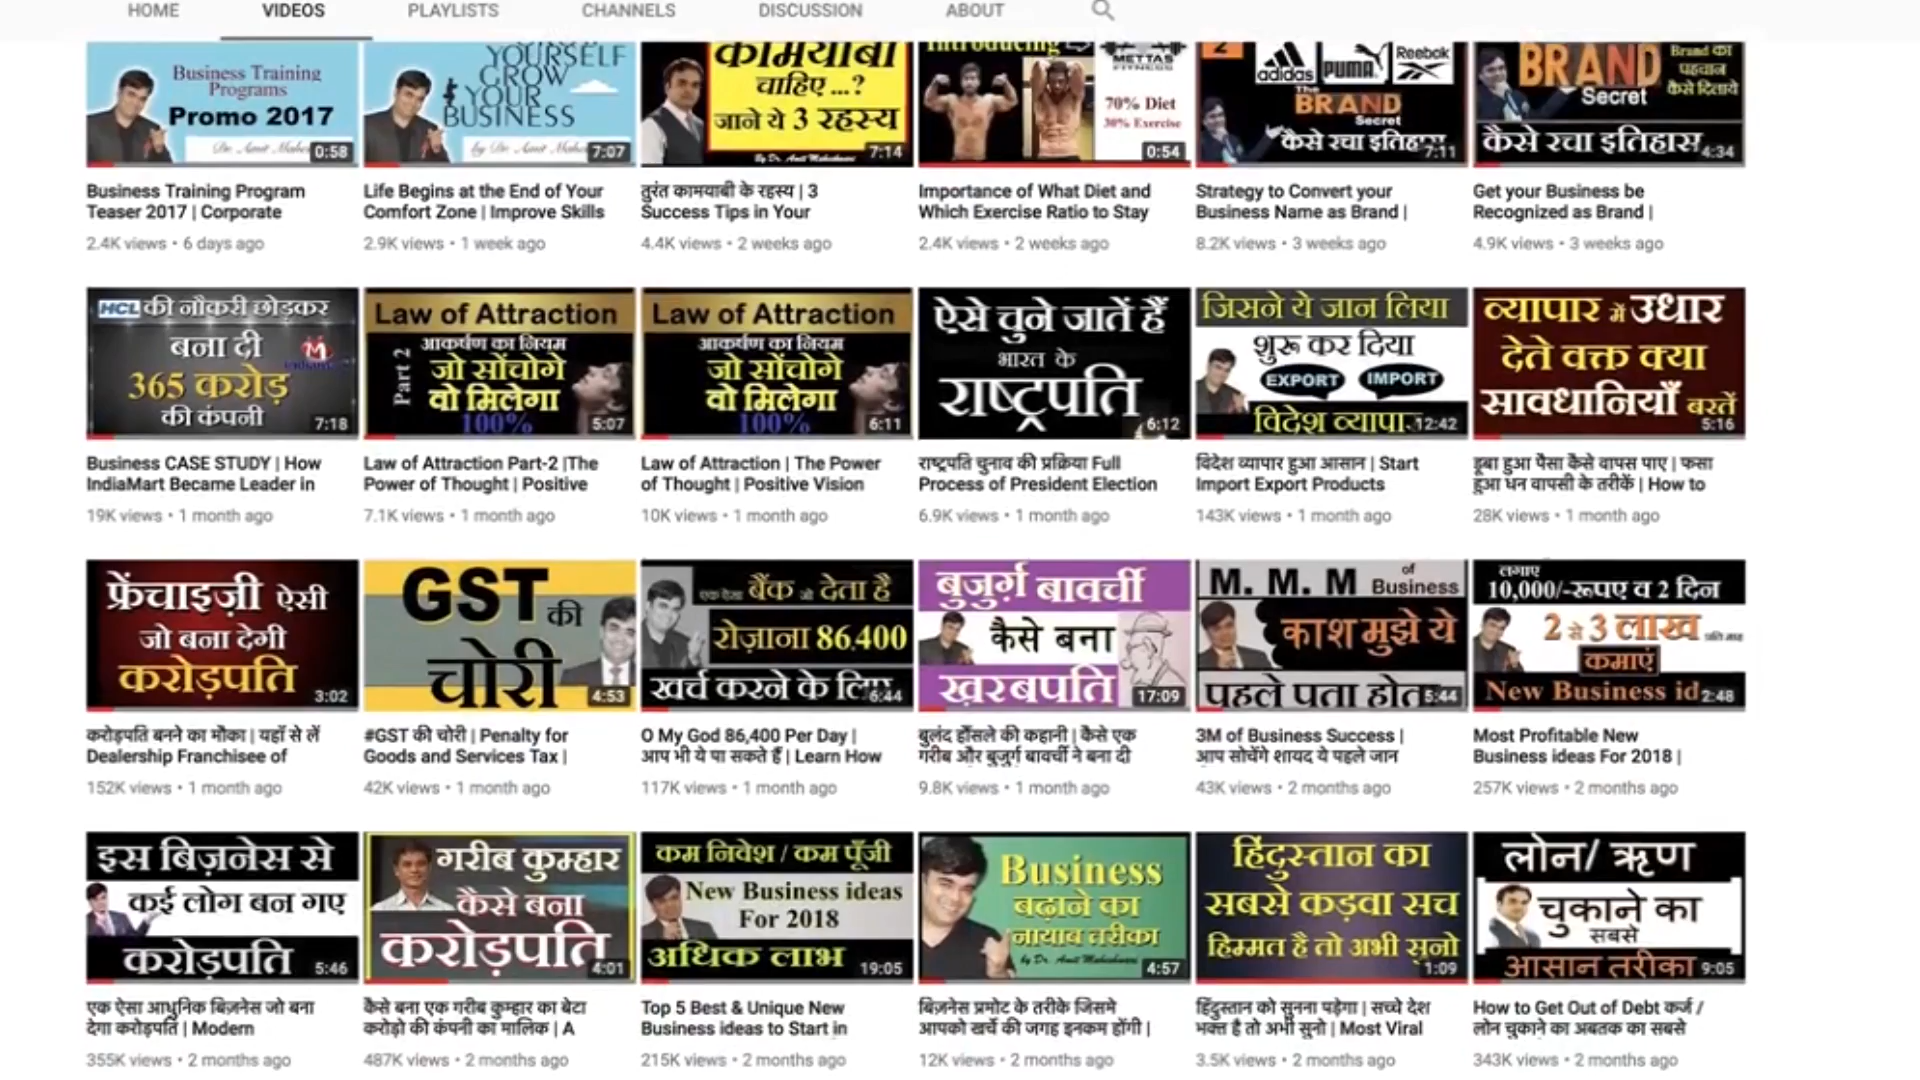 HOME VIDEOS PLAYLISTS CHANNELS DISCUSSION ABOUT
Business Training
Programs
Promo 2017
0:58
YOURSELF
GROW
YOUR
BUSINESS
7:07
कामयाबी
चाहिए ...?
जाने ये 3 रहस्य
By Dr. Amit Maheshwari
7:14
Introducing
METTAS
FITNESS
70% Diet
30% Exercise
0:54
2
adidas PUMA Reebok
The
BRAND
Secret
कैसे रचा
7:11
BRAND
Secret
Brand का
पहचान
कैसे दिलाये
कैसे रचा इतिहास
4:34
Business Training Program
Teaser 2017 | Corporate
2.4K views • 6 days ago
Life Begins at the End of Your
Comfort Zone | Improve Skills
2.9K views • 1 week ago
तुरंत कामयाबी के रहस्य | 3
Success Tips in Your
4.4K views • 2 weeks ago
Importance of What Diet and
Which Exercise Ratio to Stay
2.4K views • 2 weeks ago
Strategy to Convert your
Business Name as Brand |
8.2K views • 3 weeks ago
Get your Business be
Recognized as Brand |
4.9K views • 3 weeks ago
HCL की नौकरी छोड़कर
बना दी
365 करोड़
की कंपनी
7:18
Law of Attraction
आकर्षण का नियम
Part 2
जो सोंचोगे
वो मिलेगा
100%
5:07
Law of Attraction
आकर्षण का नियम
जो सोंचोगे
वो मिलेगा
100%
6:11
ऐसे चुने जातें हैं
भारत के
राष्ट्रपति
6:12
जिसने ये जान लिया
शुरू कर दिया
EXPORT IMPORT
विदेश
12:42
व्यापार में उधार
देते वक्त क्या
सावधानियाँ बरतें
5:16
Business CASE STUDY | How
IndiaMart Became Leader in
19K views • 1 month ago
Law of Attraction Part-2 |The
Power of Thought | Positive
7.1K views • 1 month ago
Law of Attraction | The Power
of Thought | Positive Vision
10K views • 1 month ago
राष्ट्रपति चुनाव की प्रक्रिया Full
Process of President Election
6.9K views • 1 month ago
विदेश व्यापार हुआ आसान | Start
Import Export Products
143K views • 1 month ago
डूबा हुआ पैसा कैसे वापस पाए | फसा
हुआ धन वापसी के तरीकें | How to
28K views • 1 month ago
फ्रेंचाइज़ी ऐसी
जो बना देगी
करोड़पति
3:02
GST की
चोरी
4:53
बैंक जो देता है
रोज़ाना 86,400
खर्च करने के
6:44
बुजुर्ग़ बावर्ची
कैसे बना
खरबपति
17:09
M. M. M of Business
काश मुझे ये
पहले पता होता
5:44
लगाए
10,000/-रूपए व 2 दिन
2 से 3 लाख प्रति माह
कमाएं
New Business
2:48
करोड़पति बनने का मौका | यहाँ से लें
Dealership Franchisee of
152K views • 1 month ago
#GST की चोरी | Penalty for
Goods and Services Tax |
42K views • 1 month ago
O My God 86,400 Per Day |
आप भी ये पा सकते हैं | Learn How
117K views • 1 month ago
बुलंद हौंसले की कहानी | कैसे एक
गरीब और बुजुर्ग बावर्ची ने बना दी
9.8K views • 1 month ago
3M of Business Success |
आप सोचेंगे शायद ये पहले जान
43K views • 2 months ago
Most Profitable New
Business ideas For 2018 |
257K views • 2 months ago
इस बिज़नेस से
कई लोग बन गए
करोड़पति
5:46
गरीब कुम्हार
कैसे बना
करोड़पति
4:01
कम निवेश / कम पूँजी
New Business ideas
For 2018
अधिक लाभ
19:05
Business
बढ़ाने का
नायाब तरीका
by Dr. Amit Maheshwari
4:57
हिंदुस्तान का
सबसे कड़वा सच
हिम्मत है तो अभी सुनो
1:09
लोन/ ऋण
चुकाने का
सबसे
आसान तरीका
9:05
एक ऐसा आधुनिक बिज़नेस जो बना
देगा करोड़पति | Modern
355K views • 2 months ago
कैसे बना एक गरीब कुम्हार का बेटा
करोड़ो की कंपनी का मालिक | A
487K views • 2 months ago
Top 5 Best & Unique New
Business ideas to Start in
215K views • 2 months ago
बिज़नेस प्रमोट के तरीके जिसमे
आपको खर्चे की जगह इनकम होंगी |
12K views • 2 months ago
हिंदुस्तान को सुनना पड़ेगा | सच्चे देश
भक्त है तो अभी सुनो | Most Viral
3.5K views • 2 months ago
How to Get Out of Debt कर्ज /
लोन चुकाने का अबतक का सबसे
343K views • 2 months ago